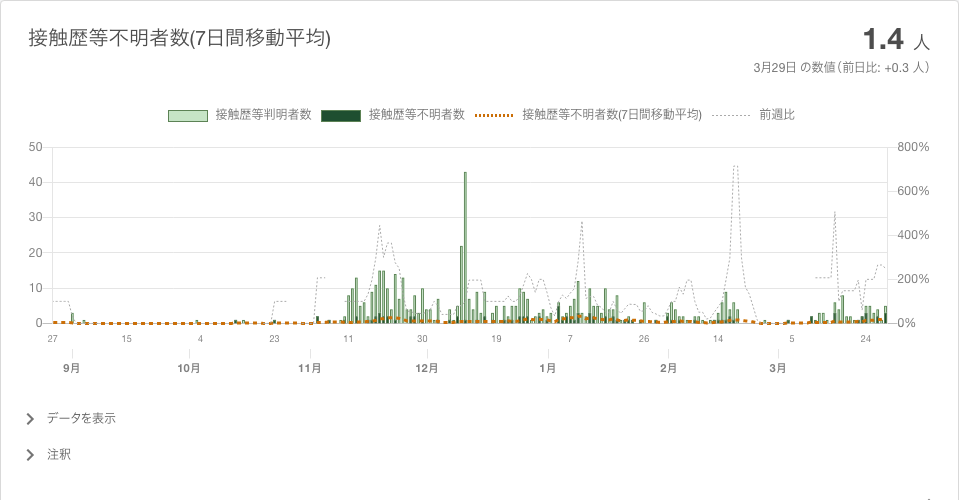 接触歴等不明者数(7日間移動平均)
1.4 人
3月29日 の数値（前日比: +0.3 人）
接触歴等判明者数 接触歴等不明者数 接触歴等不明者数(7日間移動平均) 前週比
50 800%
40 600%
30 400%
20 200%
10 0%
0
27 15 4 23 11 30 19 7 26 14 5 24
9月 10月 11月 12月 1月 2月 3月
データを表示
注釈